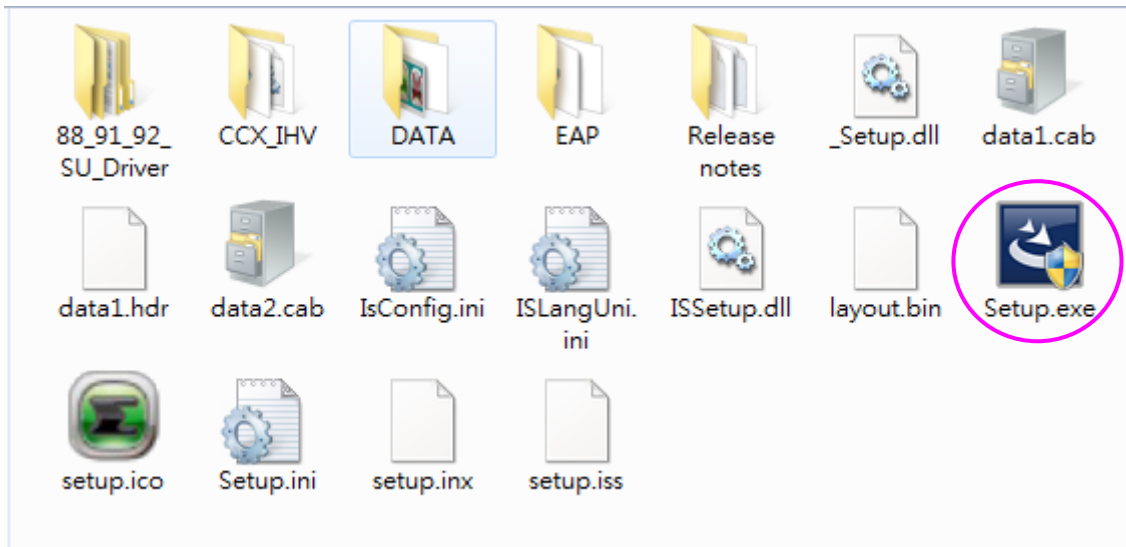 88_91_92_
SU_Driver
CCX_IHV
DATA
EAP
Release
notes
_Setup.dll
data1.cab
data1.hdr
data2.cab
IsConfig.ini
ISLangUni.
ini
ISSetup.dll
layout.bin
Setup.exe
setup.ico
Setup.ini
setup.inx
setup.iss